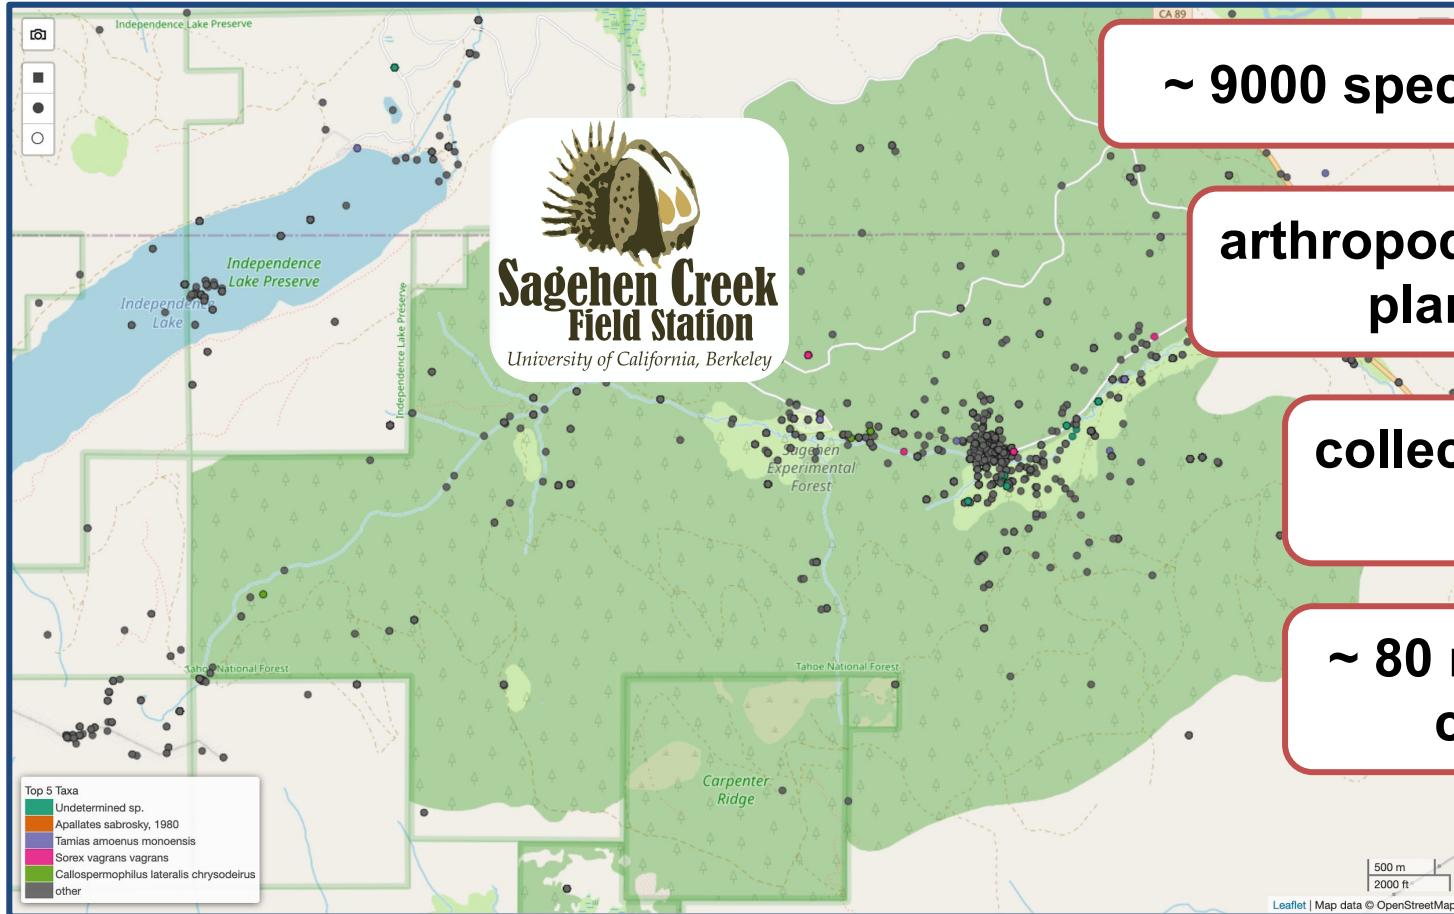 Independence Lake Preserve
CA 89
~ 9000 spec
arthropod
plan
Independence
Lake Preserve
Independence
Lake
Independence Lake Preserve
Sagehen Creek
Field Station
University of California, Berkeley
collec
Sagehen
Experimental
Forest
~ 80
Tahoe National Forest
Tahoe National Forest
Carpenter
Ridge
Top 5 Taxa
Undetermined sp.
Apallates sabrosky, 1980
Tamias amoenus monoensis
Sorex vagrans vagrans
Callospermophilus lateralis chrysodeirus
other
500 m
2000 ft
Leaflet | Map data © OpenStreetMap